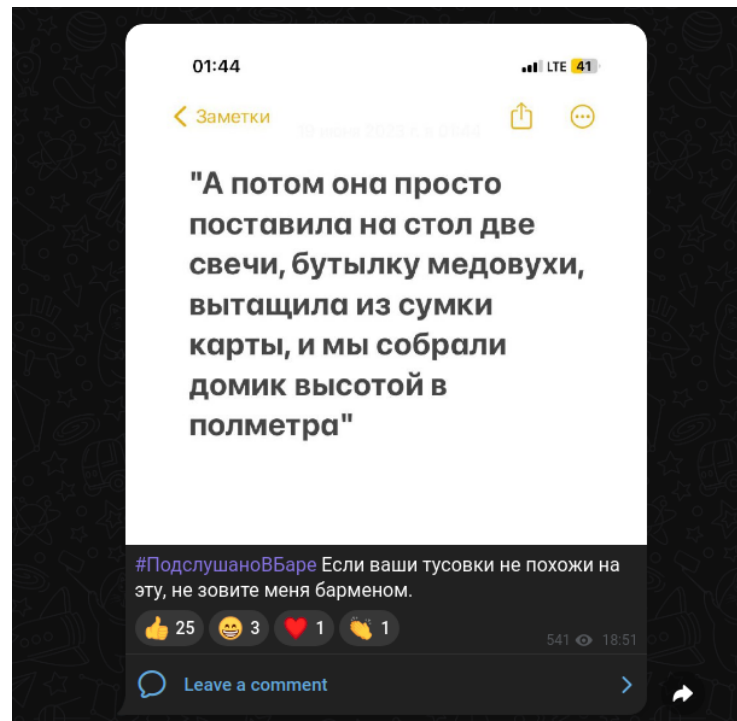 01:44 LTE 41
Заметки
"А потом она просто
поставила на стол две
свечи, бутылку медовухи,
вытащила из сумки
карты, и мы собрали
домик высотой в
полметра"
#ПодслушаноВБаре Если ваши тусовки не похожи на
эту, не зовите меня барменом.
25 3 1 1
541 18:51
Leave a comment